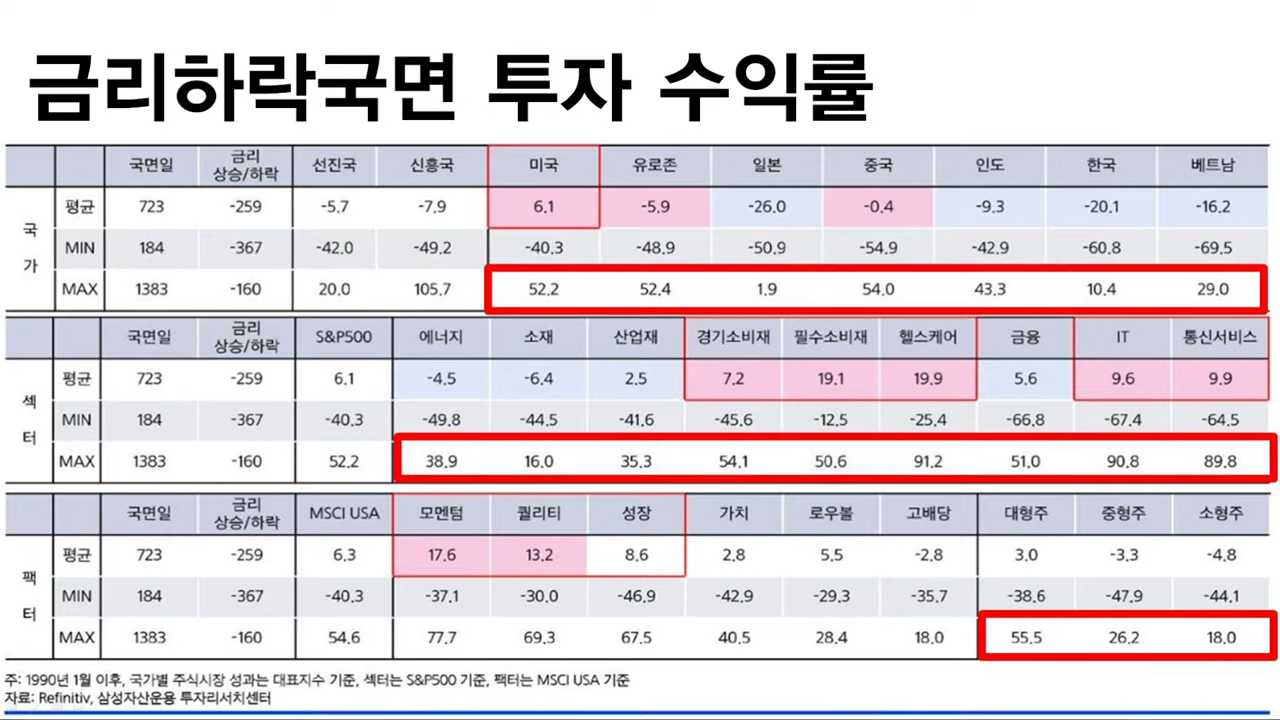 금리하락국면 투자 수익률
국면일 금리 상승/하락 선진국 신흥국 미국 유로존 일본 중국 인도 한국 베트남
국가
평균 723 -259 -5.7 -7.9 6.1 -5.9 -26.0 -0.4 -9.3 -20.1 -16.2
MIN 184 -367 -42.0 -49.2 -40.3 -48.9 -50.9 -54.9 -42.9 -60.8 -69.5
MAX 1383 -160 20.0 105.7 52.2 52.4 1.9 54.0 43.3 10.4 29.0
국면일 금리 상승/하락 S&P500 에너지 소재 산업재 경기소비재 필수소비재 헬스케어 금융 IT 통신서비스
섹터
평균 723 -259 6.1 -4.5 -6.4 2.5 7.2 19.1 19.9 5.6 9.6 9.9
MIN 184 -367 -40.3 -49.8 -44.5 -41.6 -45.6 -12.5 -25.4 -66.8 -67.4 -64.5
MAX 1383 -160 52.2 38.9 16.0 35.3 54.1 50.6 91.2 51.0 90.8 89.8
국면일 금리 상승/하락 MSCI USA 모멘텀 퀄리티 성장 가치 로우볼 고배당 대형주 중형주 소형주
팩터
평균 723 -259 6.3 17.6 13.2 8.6 2.8 5.5 -2.8 3.0 -3.3 -4.8
MIN 184 -367 -40.3 -37.1 -30.0 -46.9 -42.9 -29.3 -35.7 -38.6 -47.9 -44.1
MAX 1383 -160 54.6 77.7 69.3 67.5 40.5 28.4 18.0 55.5 26.2 18.0
주: 1990년 1월 이후, 국가별 주식시장 성과는 대표지수 기준, 섹터는 S&P500 기준, 팩터는 MSCI USA 기준
자료: Refinitiv, 삼성자산운용 투자리서치센터